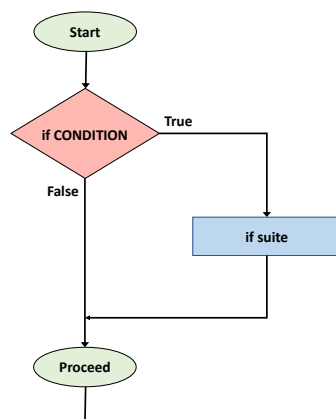 Start
if CONDITION
True
False
if suite
Proceed